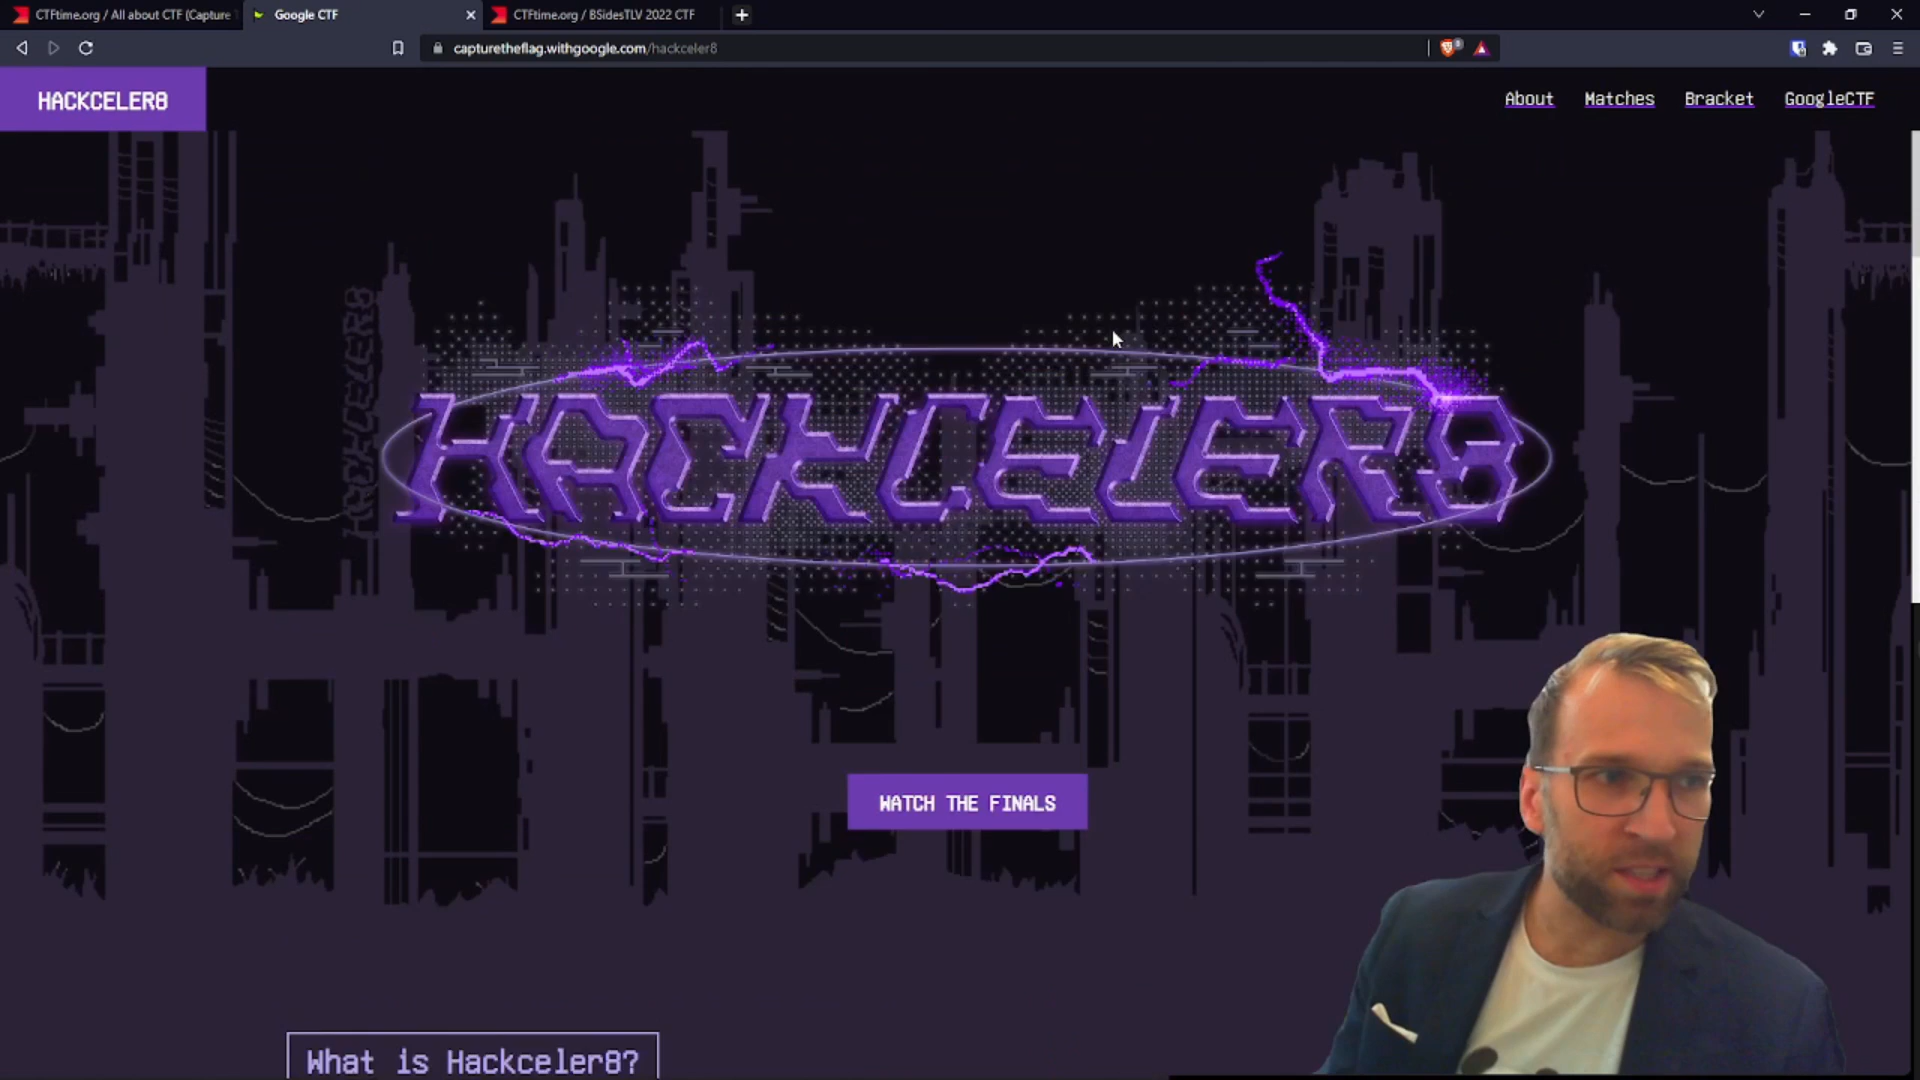 CTFtime.org / All about CTF (Capture
Google CTF
CTFtime.org / BSidesTLV 2022 CTF
capturetheflag.withgoogle.com/hackceler8
HACKCELER8
About
Matches
Bracket
GoogleCTF
HACKCELER8
HACKCELER8
WATCH THE FINALS
What is Hackceler8?